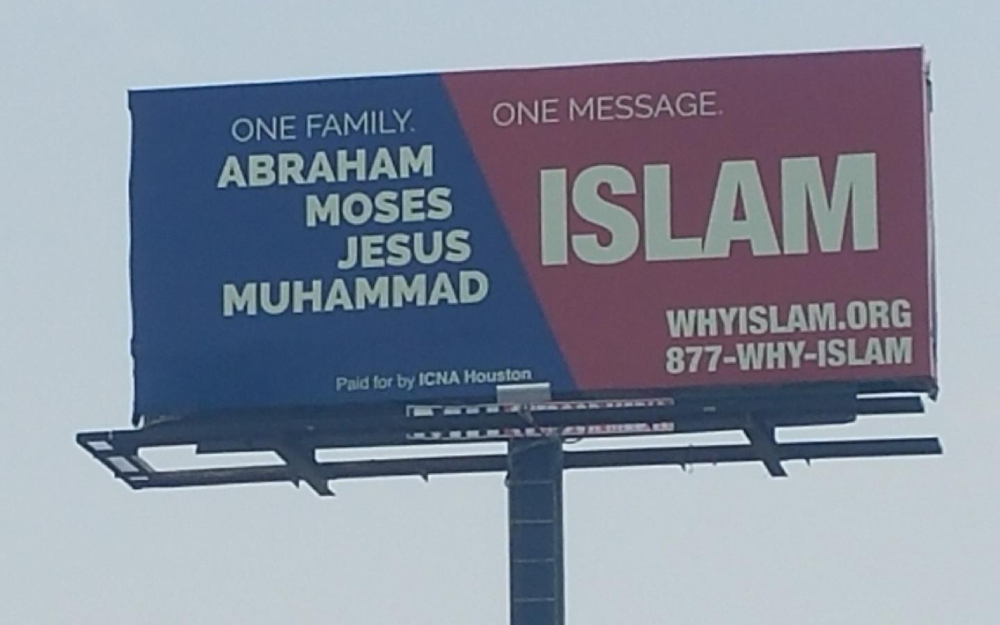 ONE FAMILY.
ABRAHAM
MOSES
JESUS
MUHAMMAD
Paid for by ICNA Houston
ONE MESSAGE.
ISLAM
WHYISLAM.ORG
877-WHY-ISLAM